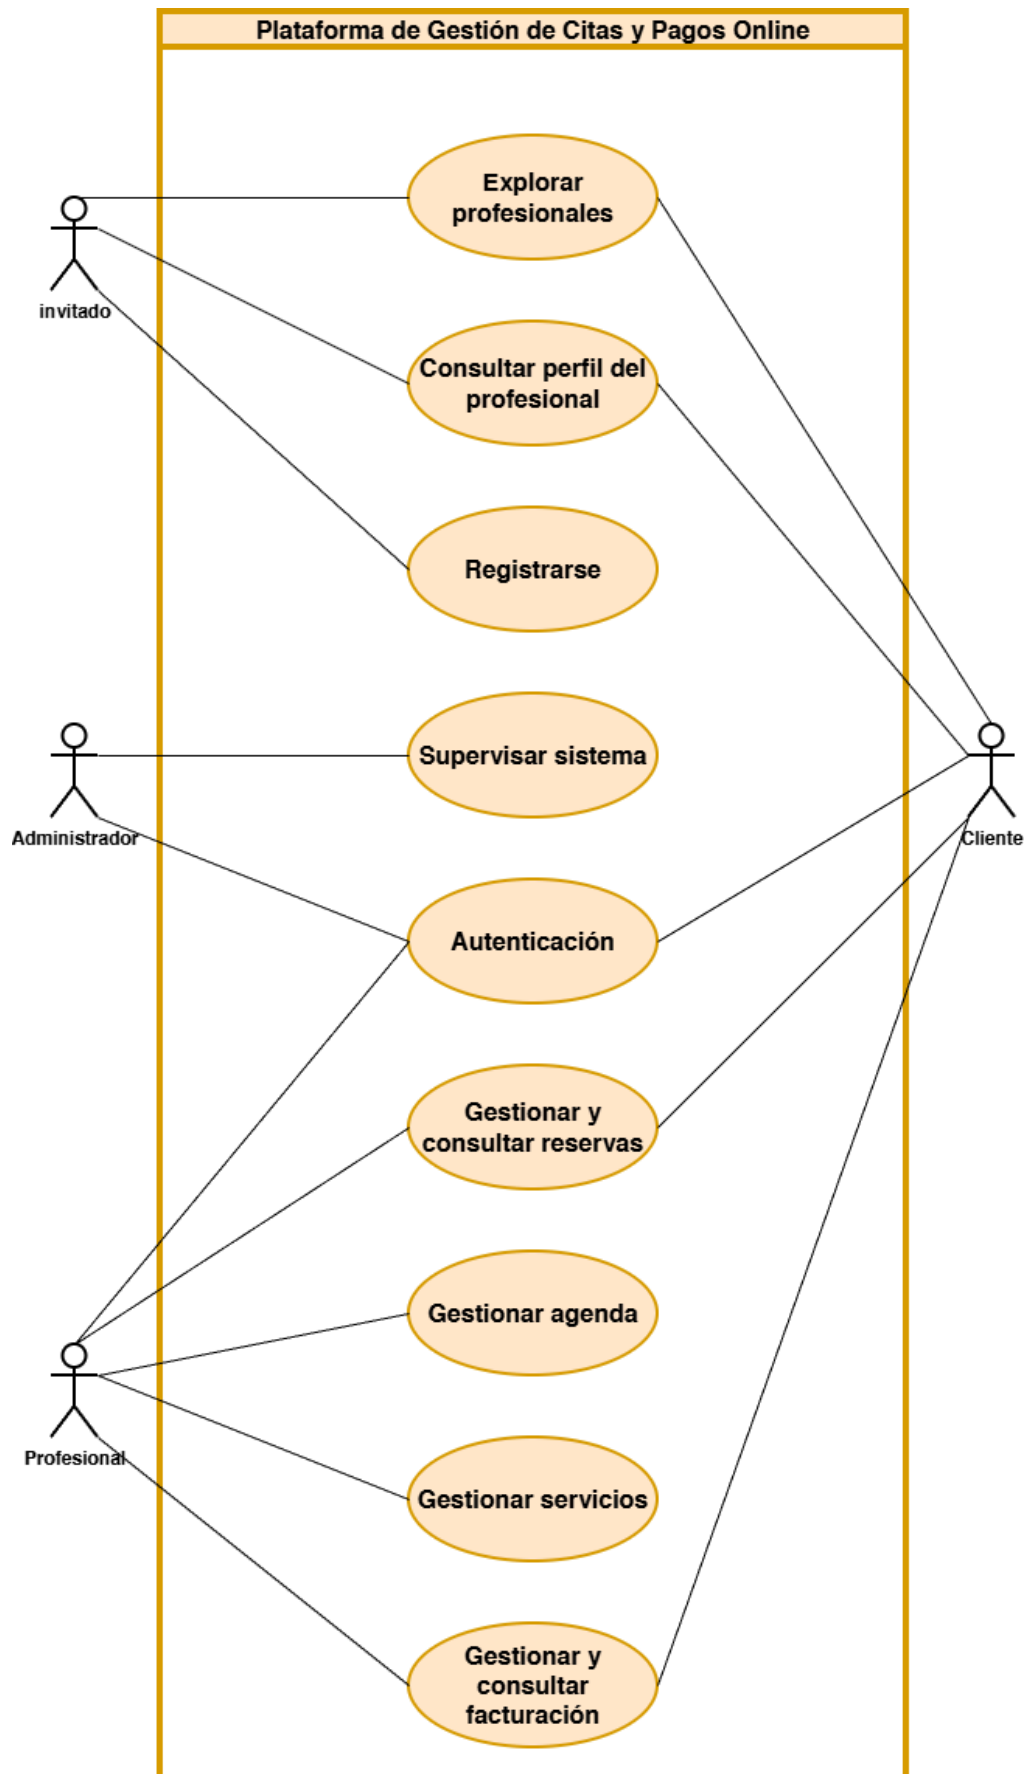 Plataforma de Gestión de Citas y Pagos Online
Explorar
profesionales
invitado
Consultar perfil del
profesional
Registrarse
Supervisar sistema
Administrador
Cliente
Autenticación
Gestionar y
consultar reservas
Gestionar agenda
Profesional
Gestionar servicios
Gestionar y
consultar
facturación